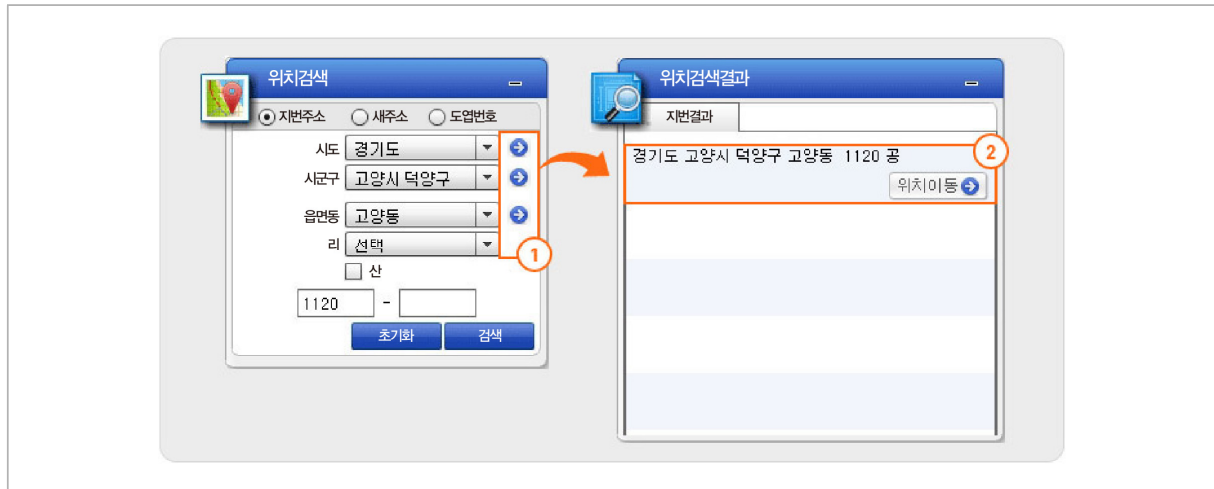 위치검색
지번주소 새주소 도엽번호
시도 경기도
시군구 고양시 덕양구
읍면동 고양동
리 선택
산
1120 -
초기화 검색
1
위치검색결과
지번결과
경기도 고양시 덕양구 고양동 1120 공
2
위치이동